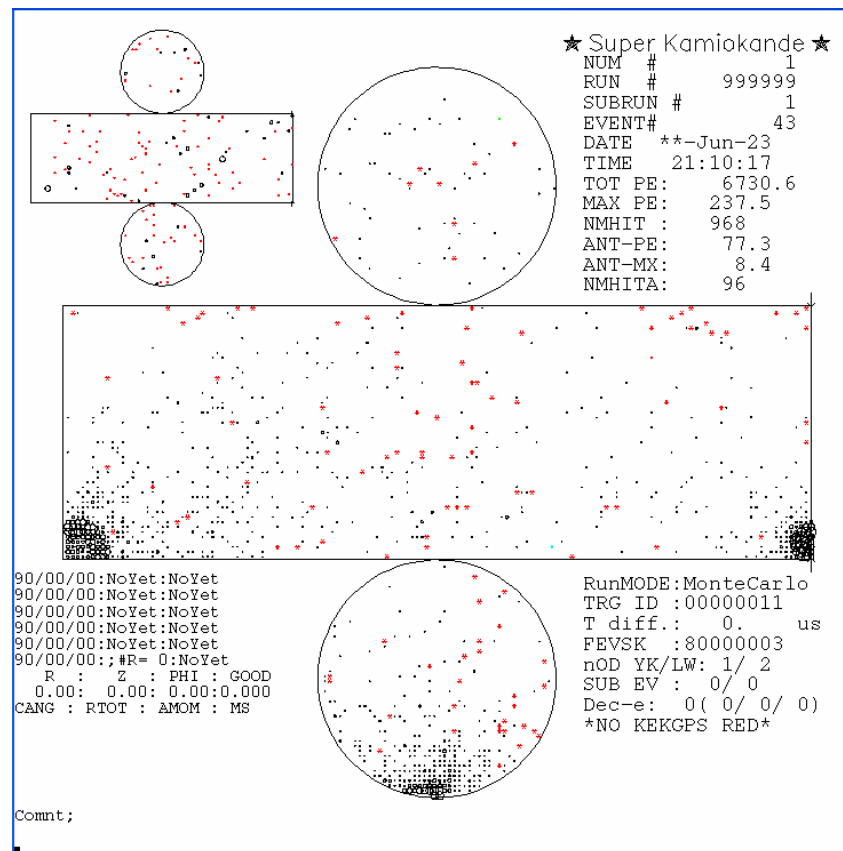 ★ Super Kamiokande ★
NUM # 1
RUN # 999999
SUBRUN # 1
EVENT# 43
DATE **-Jun-23
TIME 21:10:17
TOT PE: 6730.6
MAX PE: 237.5
NMHIT : 968
ANT-PE: 77.3
ANT-MX: 8.4
NMHITA: 96
90/00/00:NoYet:NoYet
90/00/00:NoYet:NoYet
90/00/00:NoYet:NoYet
90/00/00:NoYet:NoYet
90/00/00:NoYet:NoYet
90/00/00:;#R= 0:NoYet
R : Z : PHI : GOOD
0.00: 0.00: 0.00:0.000
CANG : RTOT : AMOM : MS
RunMODE:MonteCarlo
TRG ID :00000011
T diff.: 0. us
FEVSK :80000003
nOD YK/LW: 1/ 2
SUB EV : 0/ 0
Dec-e: 0( 0/ 0/ 0)
*NO KEKGPS RED*
Comnt;